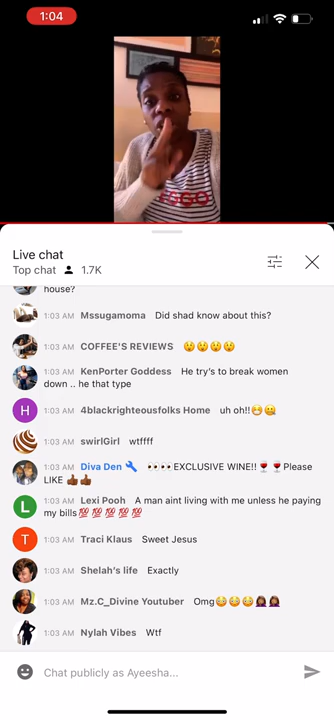 1:04
Live chat
Top chat 1.7K
house?
1:03 AM Mssugamoma Did shad know about this?
1:03 AM COFFEE'S REVIEWS 😯😯😯😯
1:03 AM KenPorter Goddess He try's to break women
down .. he that type
H 1:03 AM 4blackrighteousfolks Home uh oh!!😷🤐
1:03 AM swirlGirl wtffff
1:03 AM Diva Den 🔧 👀👀EXCLUSIVE WINE!!🍷🍷Please
LIKE 👍🏾👍🏾
L 1:03 AM Lexi Pooh A man aint living with me unless he paying
my bills💯💯💯💯💯
T 1:03 AM Traci Klaus Sweet Jesus
1:03 AM Shelah's life Exactly
1:03 AM Mz.C_Divine Youtuber Omg😳😳😳🤦🏾‍♀️🤦🏾‍♀️
1:03 AM Nylah Vibes Wtf
Chat publicly as Ayeesha...